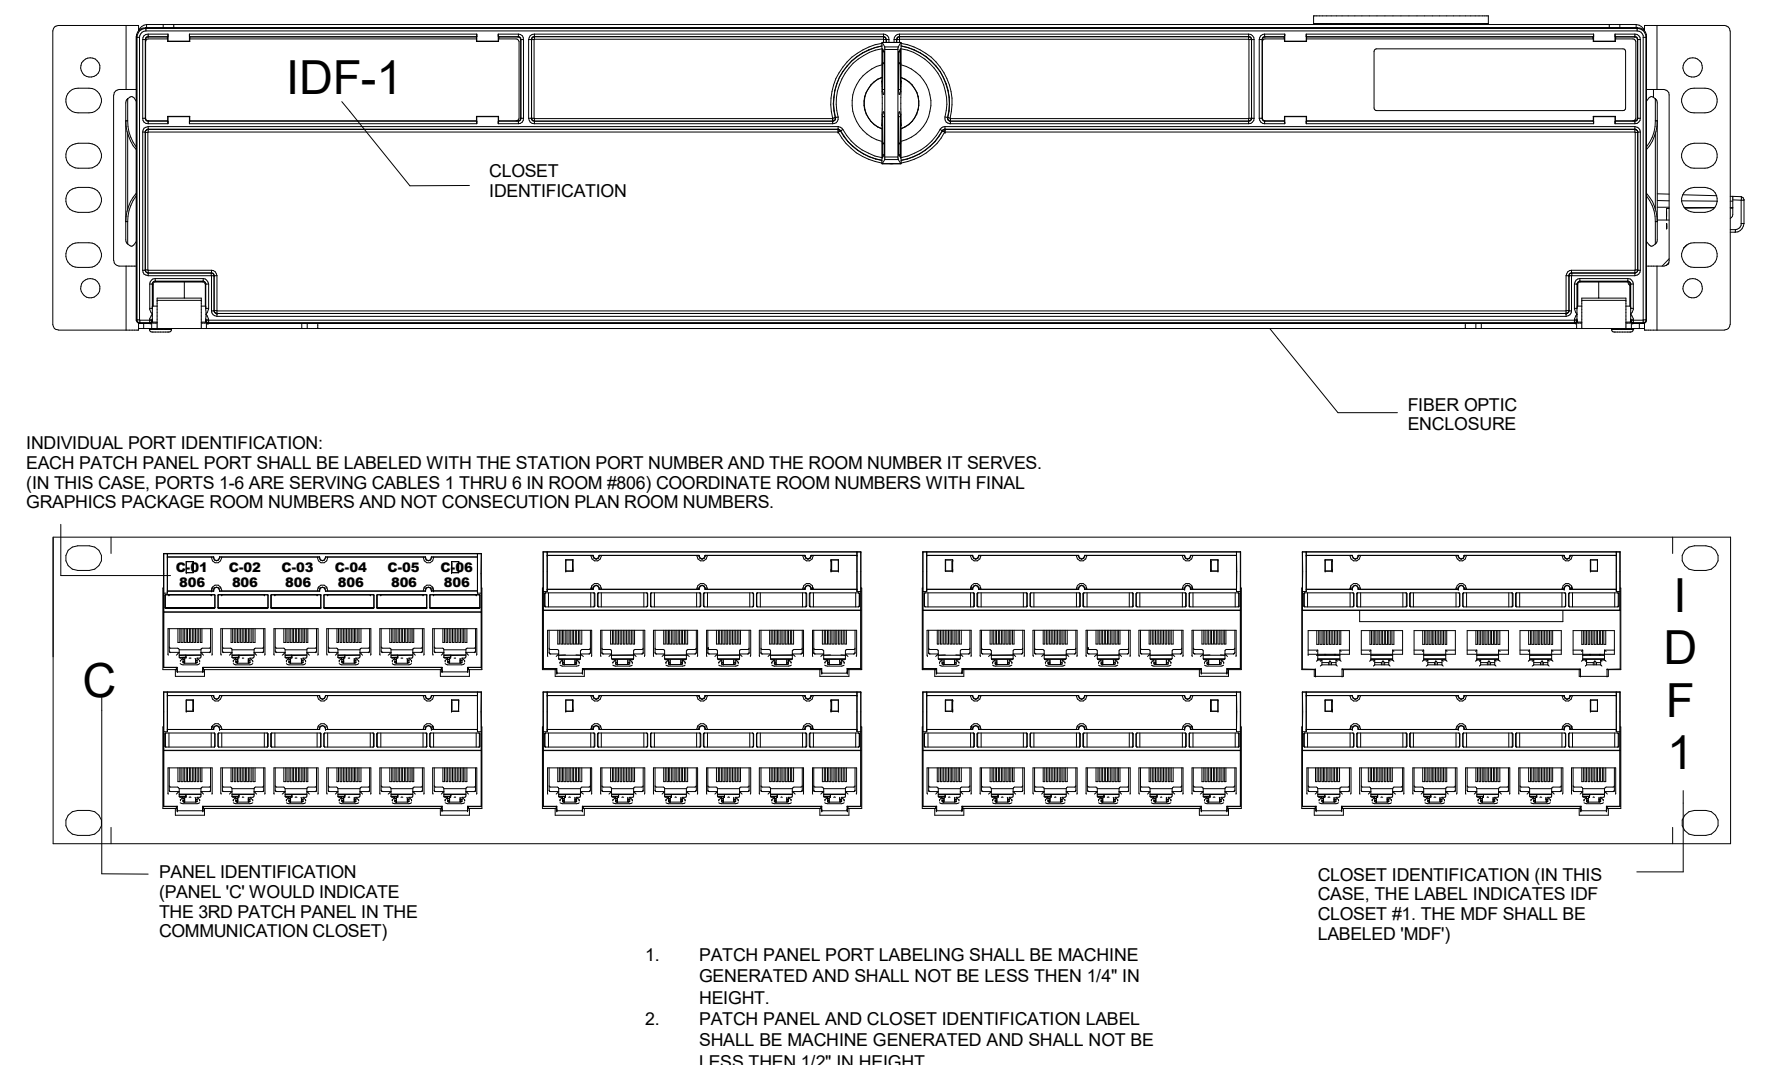 IDF-1
CLOSET
IDENTIFICATION
FIBER OPTIC
ENCLOSURE
INDIVIDUAL PORT IDENTIFICATION:
EACH PATCH PANEL PORT SHALL BE LABELED WITH THE STATION PORT NUMBER AND THE ROOM NUMBER IT SERVES.
(IN THIS CASE, PORTS 1-6 ARE SERVING CABLES 1 THRU 6 IN ROOM #806) COORDINATE ROOM NUMBERS WITH FINAL
GRAPHICS PACKAGE ROOM NUMBERS AND NOT CONSECUTION PLAN ROOM NUMBERS.
C-01 C-02 C-03 C-04 C-05 C-06
806 806 806 806 806 806
C
I
D
F
1
PANEL IDENTIFICATION
(PANEL 'C' WOULD INDICATE
THE 3RD PATCH PANEL IN THE
COMMUNICATION CLOSET)
CLOSET IDENTIFICATION (IN THIS
CASE, THE LABEL INDICATES IDF
CLOSET #1. THE MDF SHALL BE
LABELED 'MDF')
1. PATCH PANEL PORT LABELING SHALL BE MACHINE
GENERATED AND SHALL NOT BE LESS THEN 1/4" IN
HEIGHT.
2. PATCH PANEL AND CLOSET IDENTIFICATION LABEL
SHALL BE MACHINE GENERATED AND SHALL NOT BE
LESS THEN 1/2" IN HEIGHT